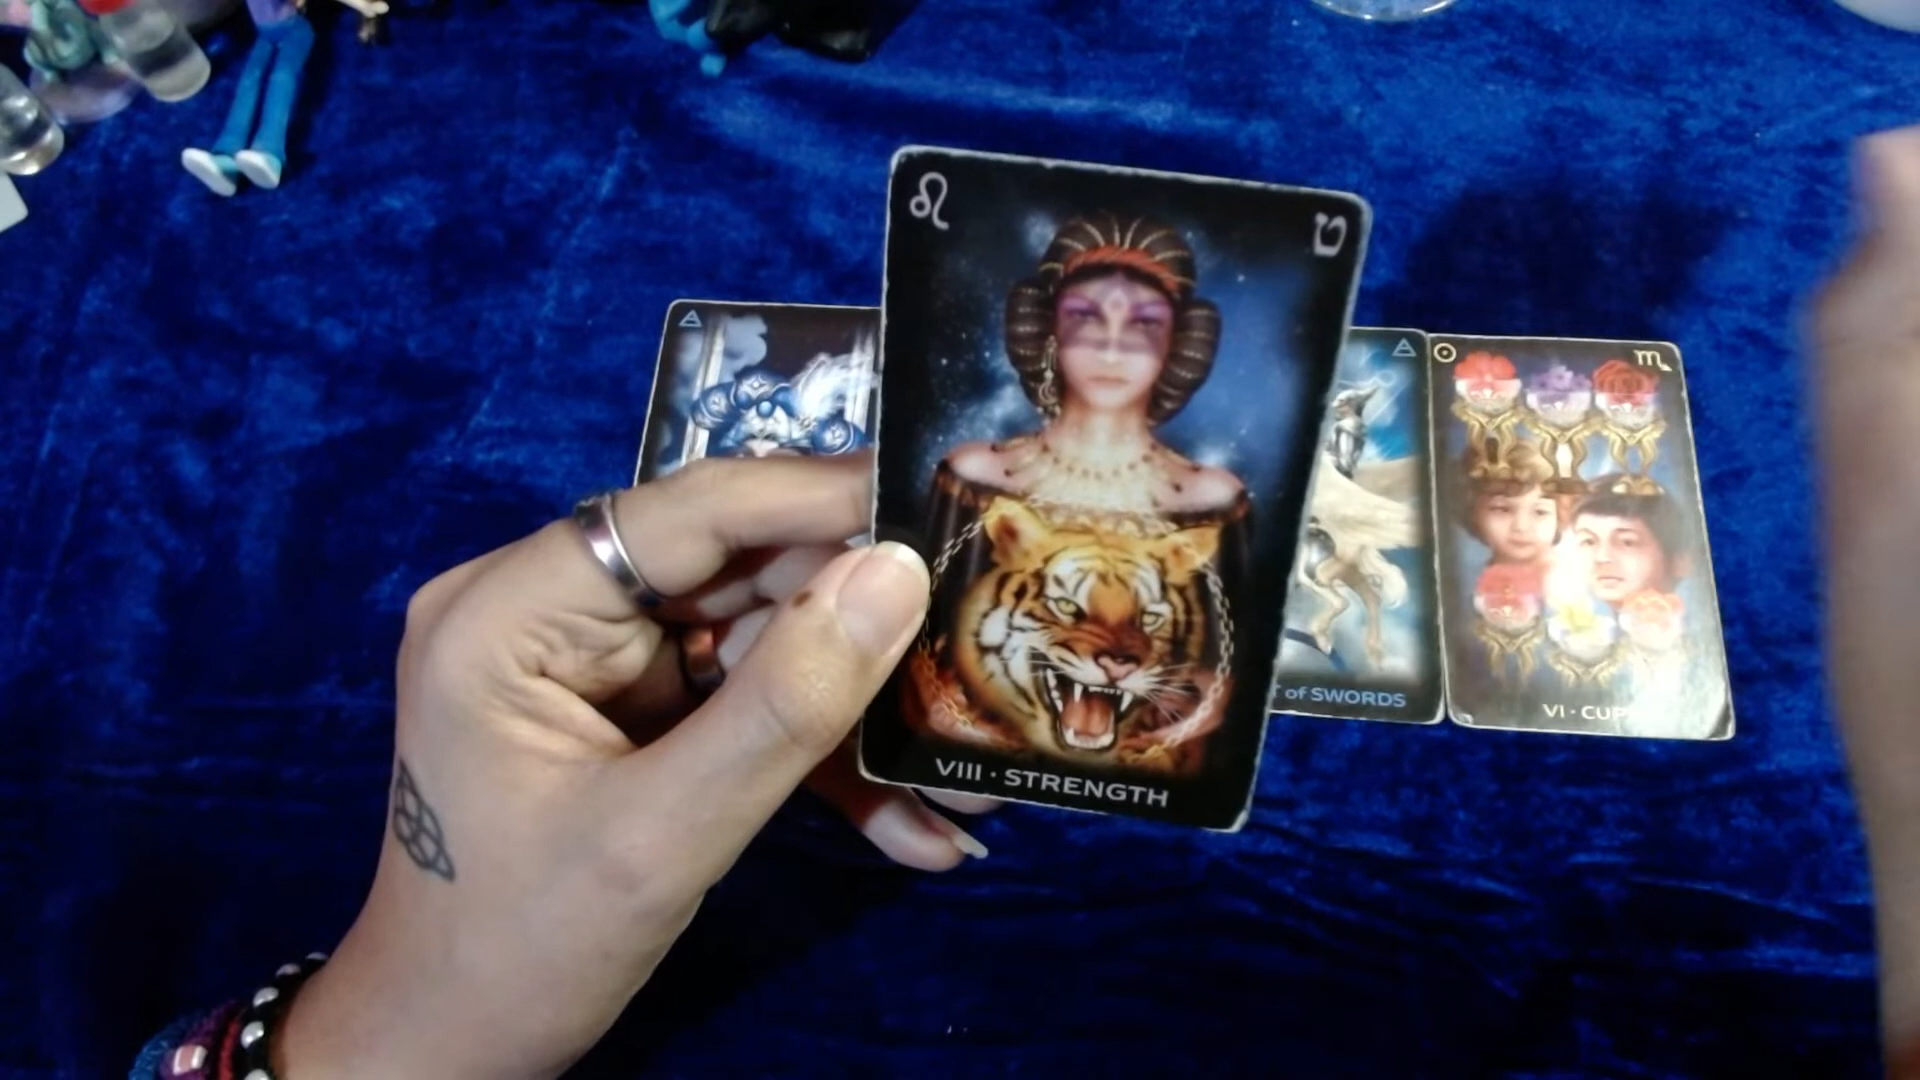 ט
VIII · STRENGTH
of SWORDS
VI · CUP